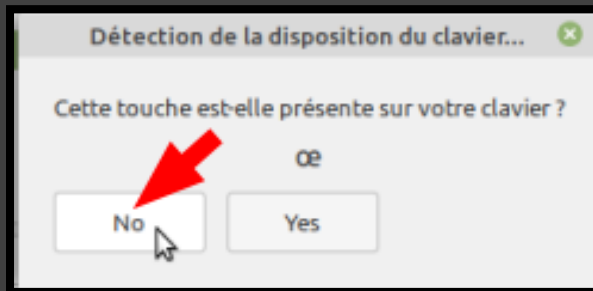 Détection de la disposition du clavier...
Cette touche est-elle présente sur votre clavier ?
œ
No Yes